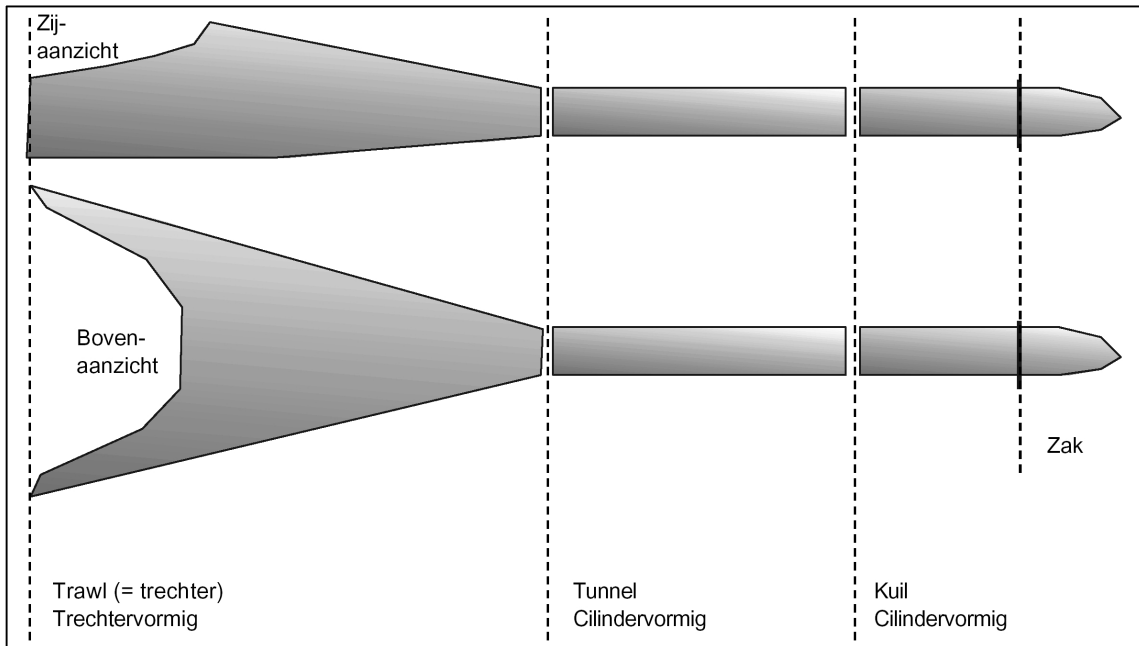 Zij-
aanzicht
Boven-
aanzicht
Zak
Trawl (= trechter)
Trechtervormig
Tunnel
Cilindervormig
Kuil
Cilindervormig